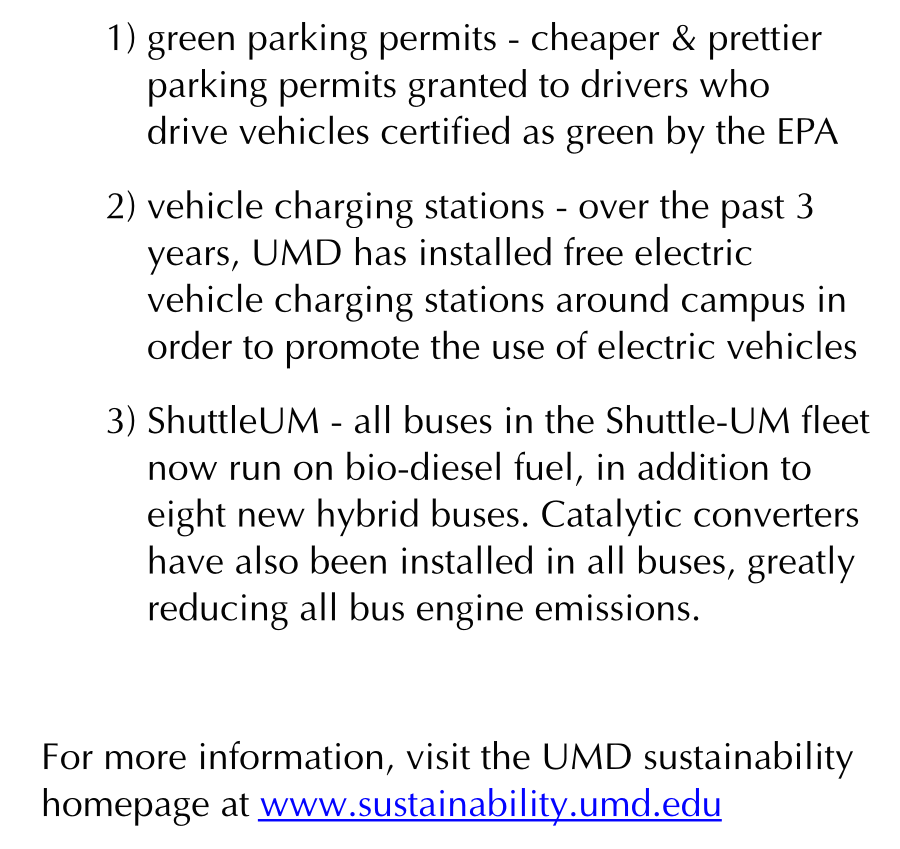 1) green parking permits - cheaper & prettier
parking permits granted to drivers who
drive vehicles certified as green by the EPA
2) vehicle charging stations - over the past 3
years, UMD has installed free electric
vehicle charging stations around campus in
order to promote the use of electric vehicles
3) ShuttleUM - all buses in the Shuttle-UM fleet
now run on bio-diesel fuel, in addition to
eight new hybrid buses. Catalytic converters
have also been installed in all buses, greatly
reducing all bus engine emissions.
For more information, visit the UMD sustainability
homepage at www.sustainability.umd.edu